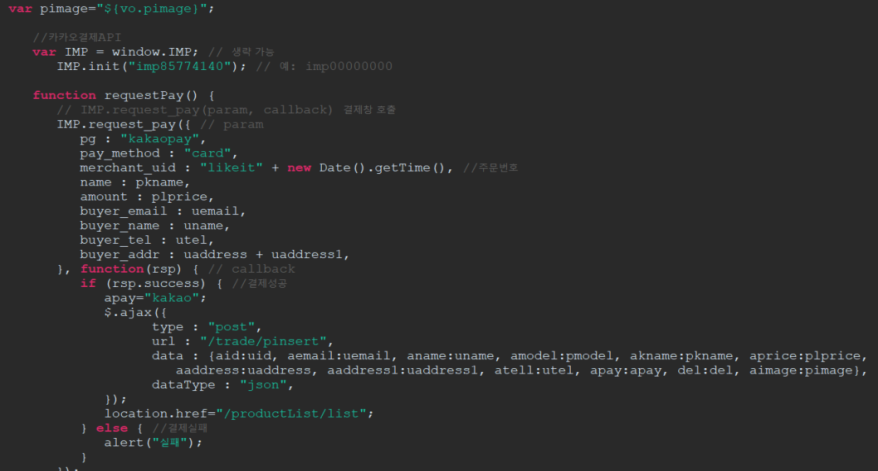 var pimage="${vo.pimage}";
//카카오결제API
var IMP = window.IMP; // 생략 가능
IMP.init("imp85774140"); // 예: imp00000000
function requestPay() {
// IMP.request_pay(param, callback) 결제창 호출
IMP.request_pay({ // param
pg : "kakaopay",
pay_method : "card",
merchant_uid : "likeit" + new Date().getTime(), //주문번호
name : pkname,
amount : plprice,
buyer_email : uemail,
buyer_name : uname,
buyer_tel : utel,
buyer_addr : uaddress + uaddress1,
}, function(rsp) { // callback
if (rsp.success) { //결제성공
apay="kakao";
$.ajax({
type : "post",
url : "/trade/pinsert",
data : {aid:uid, aemail:uemail, aname:uname, amodel:pmodel, akname:pkname, aprice:plprice,
aaddress:uaddress, aaddress1:uaddress1, atell:utel, apay:apay, del:del, aimage:pimage},
dataType : "json",
});
location.href="/productList/list";
} else { //결제실패
alert("실패");
}
});